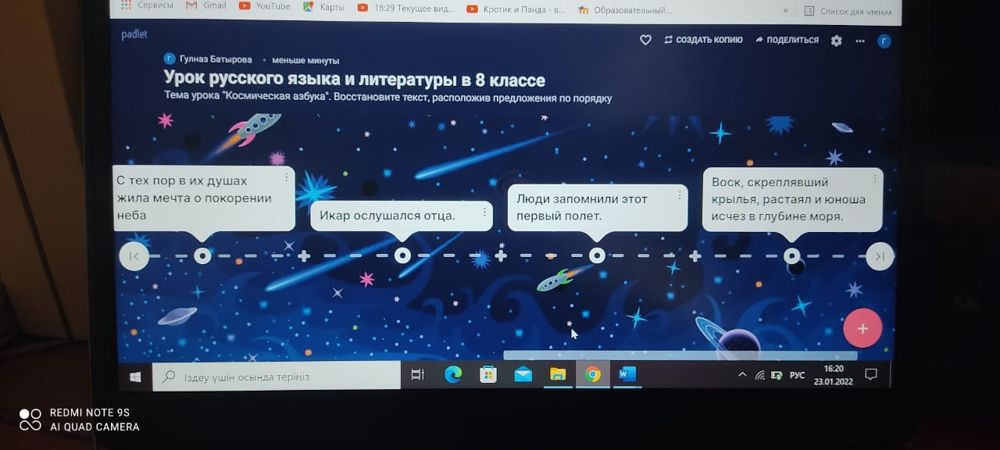 Сервисы Gmail YouTube Карты 18:29 Текущее вид... Кротик и Панда - в... Образовательный... » Список для чтения
padlet
СОЗДАТЬ КОПИЮ ПОДЕЛИТЬСЯ Г
Г Гулназ Батырова • меньше минуты
Урок русского языка и литературы в 8 классе
Тема урока "Космическая азбука". Восстановите текст, расположив предложения по порядку
С тех пор в их душах
жила мечта о покорении
неба
Икар ослушался отца.
Люди запомнили этот
первый полет.
Воск, скреплявший
крылья, растаял и юноша
исчез в глубине моря.
Іздеу үшін осында теріңіз
РУС
16:20
23.01.2022
REDMI NOTE 9S
AI QUAD CAMERA